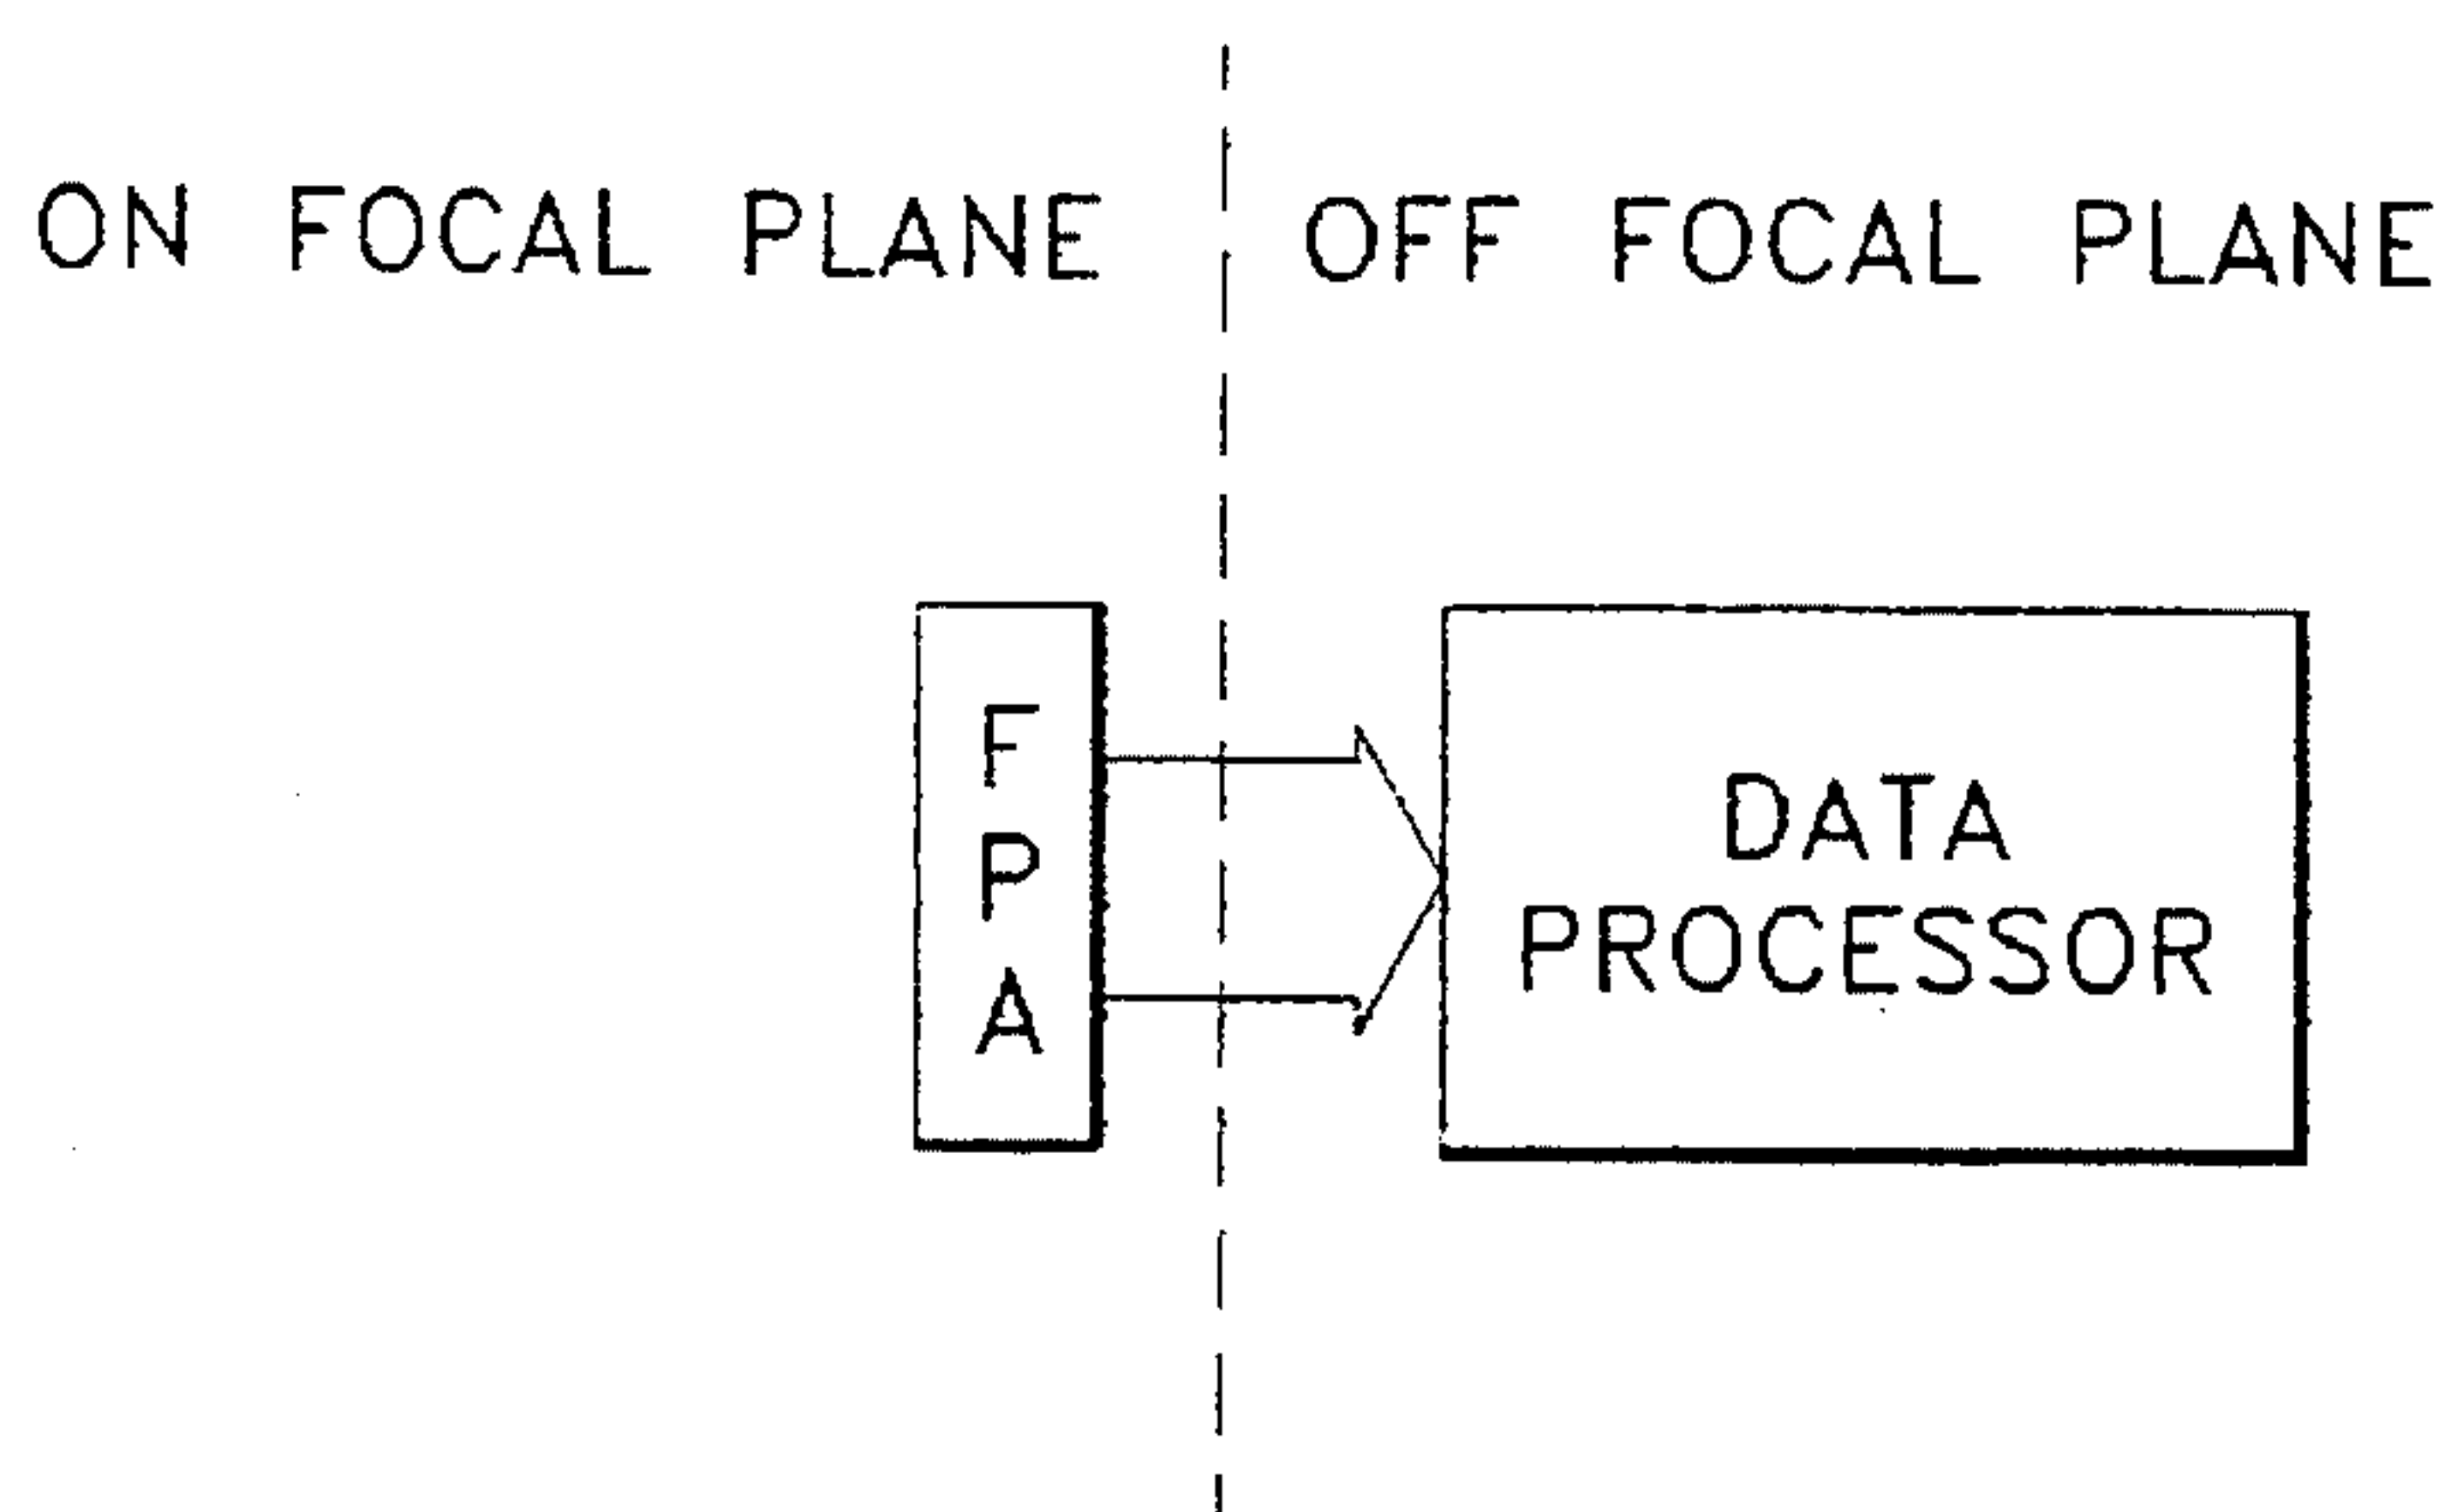 ON FOCAL PLANE
OFF FOCAL PLANE
F
P
A
DATA
PROCESSOR